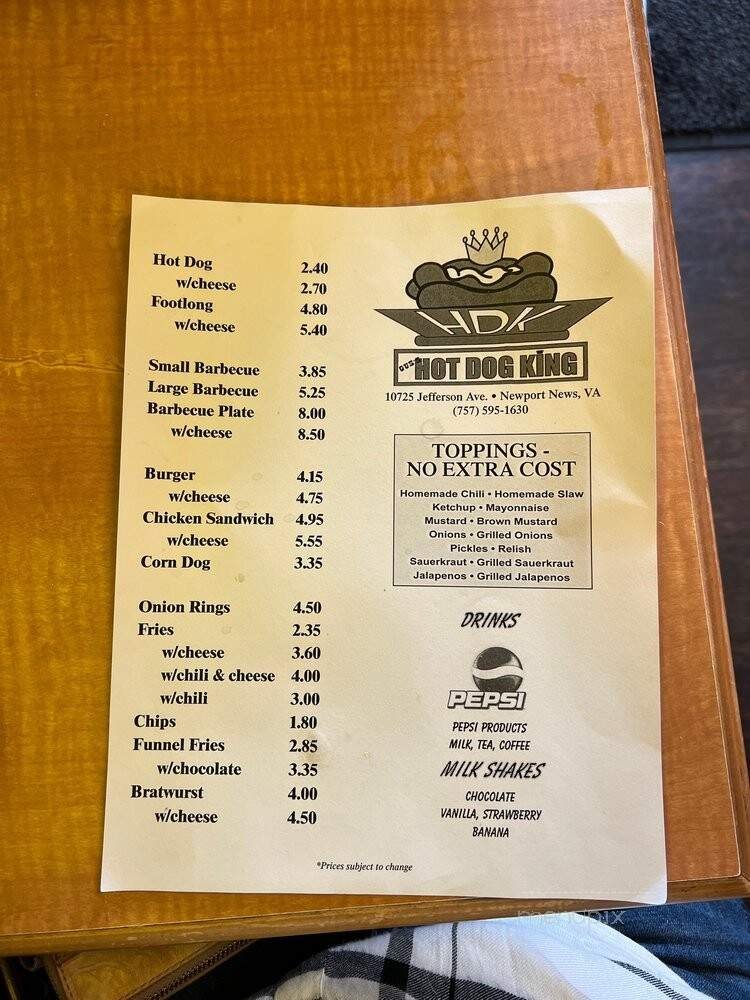 Hot Dog 2.40
w/cheese 2.70
Footlong 4.80
w/cheese 5.40
Small Barbecue 3.85
Large Barbecue 5.25
Barbecue Plate 8.00
w/cheese 8.50
Burger 4.15
w/cheese 4.75
Chicken Sandwich 4.95
w/cheese 5.55
Corn Dog 3.35
Onion Rings 4.50
Fries 2.35
w/cheese 3.60
w/chili & cheese 4.00
w/chili 3.00
Chips 1.80
Funnel Fries 2.85
w/chocolate 3.35
Bratwurst 4.00
w/cheese 4.50
HDK
HOT DOG KING
10725 Jefferson Ave. • Newport News, VA
(757) 595-1630
TOPPINGS -
NO EXTRA COST
Homemade Chili • Homemade Slaw
Ketchup • Mayonnaise
Mustard • Brown Mustard
Onions • Grilled Onions
Pickles • Relish
Sauerkraut • Grilled Sauerkraut
Jalapenos • Grilled Jalapenos
DRINKS
PEPSI
PEPSI PRODUCTS
MILK, TEA, COFFEE
MILK SHAKES
CHOCOLATE
VANILLA, STRAWBERRY
BANANA
*Prices subject to change